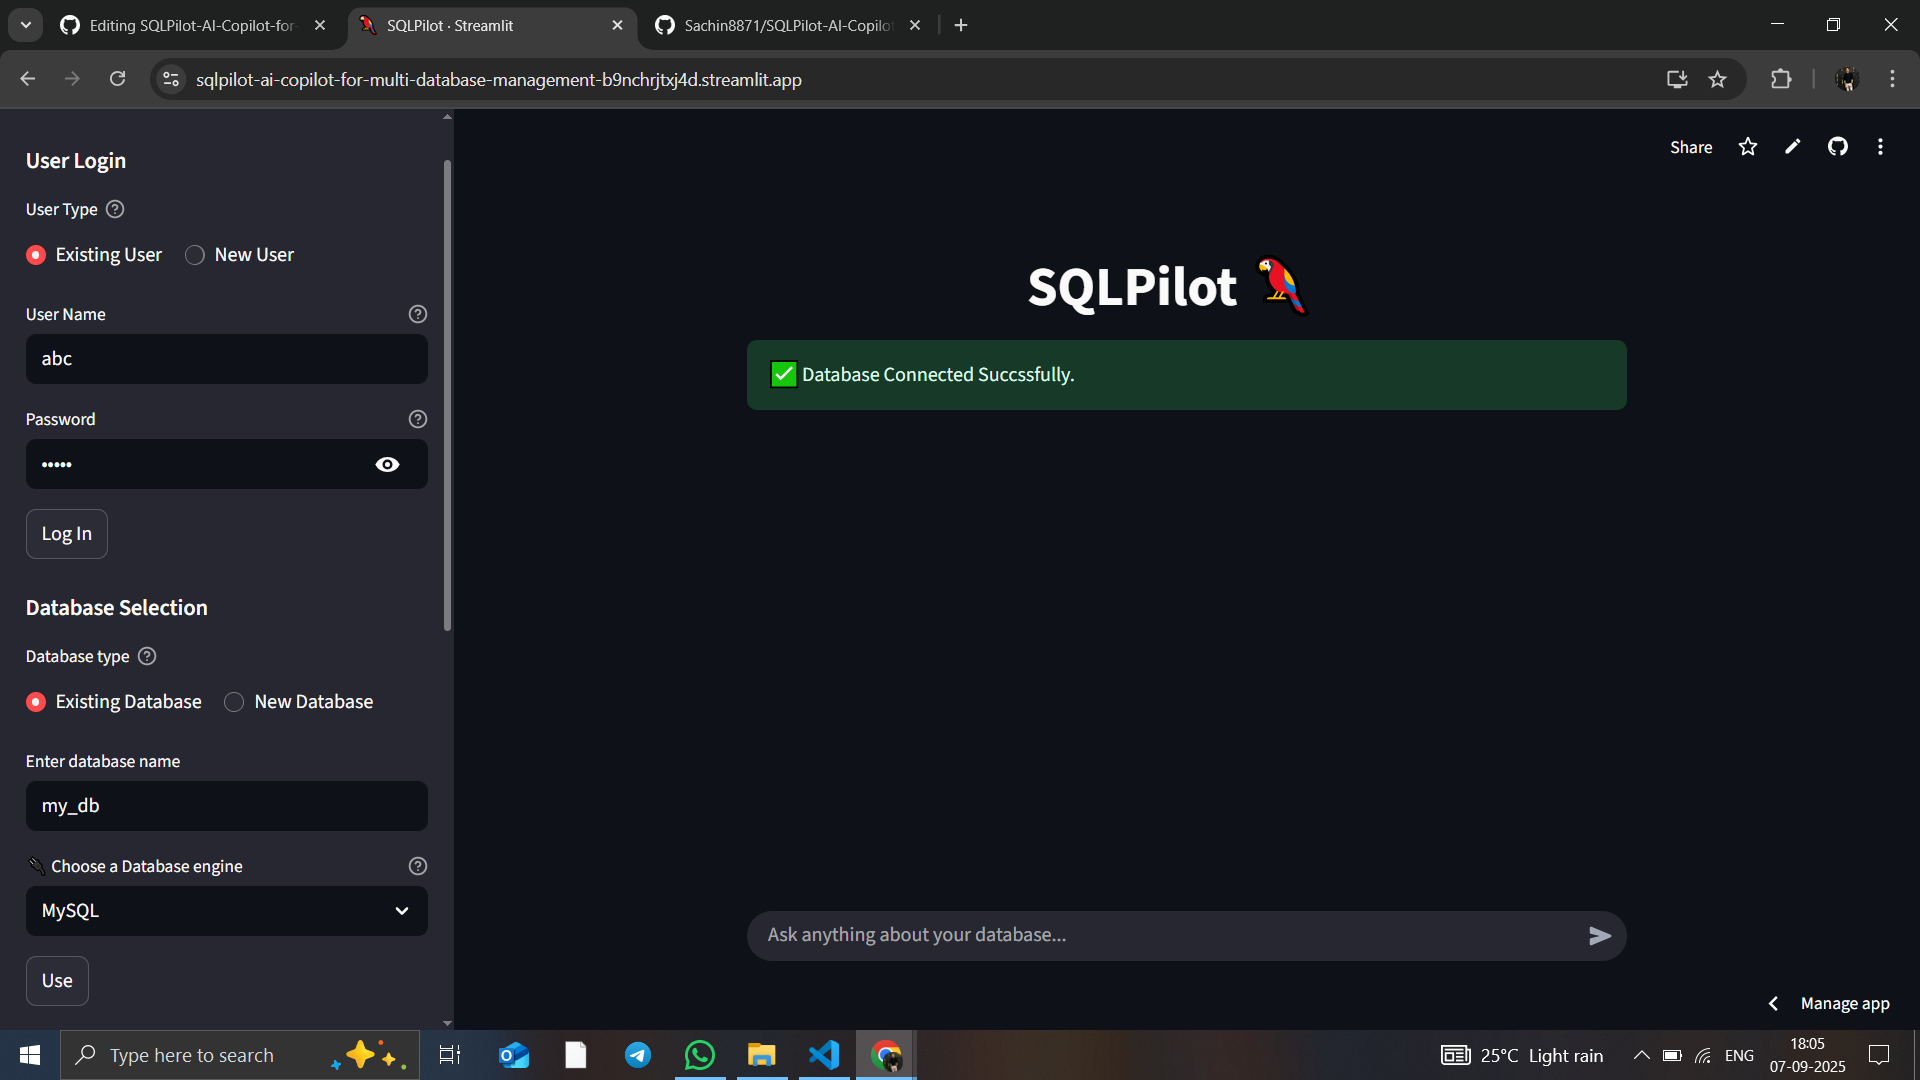 Editing SQLPilot-AI-Copilot-for-
SQLPilot · Streamlit
Sachin8871/SQLPilot-AI-Copilo
sqlpilot-ai-copilot-for-multi-database-management-b9nchrjtxj4d.streamlit.app
User Login
User Type
Existing User
New User
User Name
abc
Password
•••••
Log In
Database Selection
Database type
Existing Database
New Database
Enter database name
my_db
Choose a Database engine
MySQL
Use
Share
SQLPilot
Database Connected Succssfully.
Ask anything about your database...
Manage app
Type here to search
25°C Light rain
ENG
18:05
07-09-2025